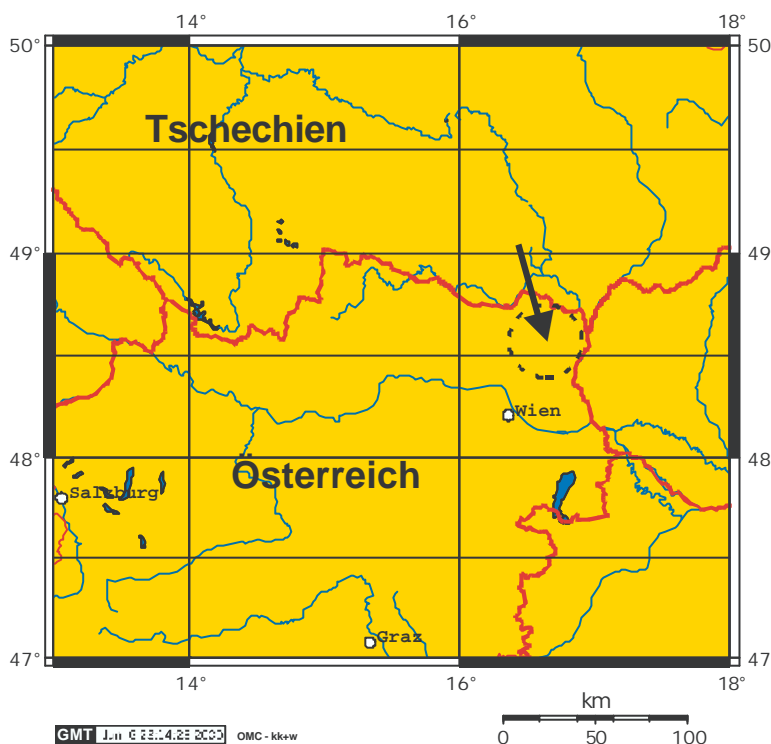 14° 16° 18°
50° 50
Tschechien
49° 49
Wien
48° 48
Österreich
Salzburg
Graz
47° 47
14° 16° 18°
km
0 50 100
GMT OMC - kk+w